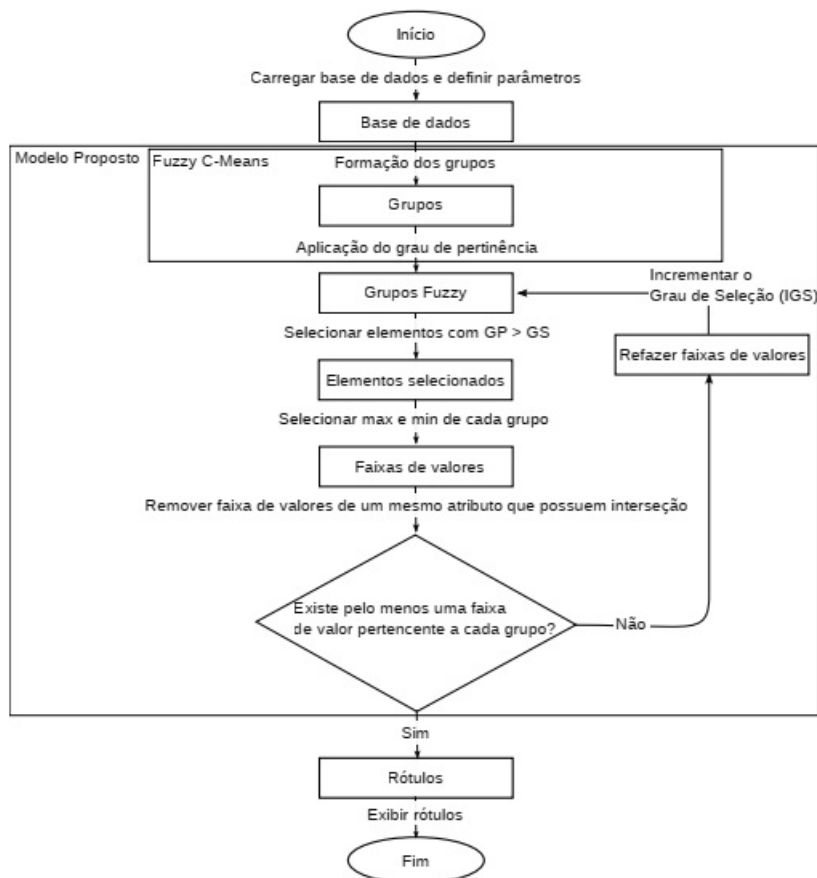 Início
Carregar base de dados e definir parâmetros
Base de dados
Modelo Proposto
Fuzzy C-Means
Formação dos grupos
Grupos
Aplicação do grau de pertinência
Incrementar o
Grau de Seleção (IGS)
Grupos Fuzzy
Selecionar elementos com GP > GS
Refazer faixas de valores
Elementos selecionados
Selecionar max e min de cada grupo
Faixas de valores
Remover faixa de valores de um mesmo atributo que possuem interseção
Existe pelo menos uma faixa
de valor pertencente a cada grupo?
Não
Sim
Rótulos
Exibir rótulos
Fim